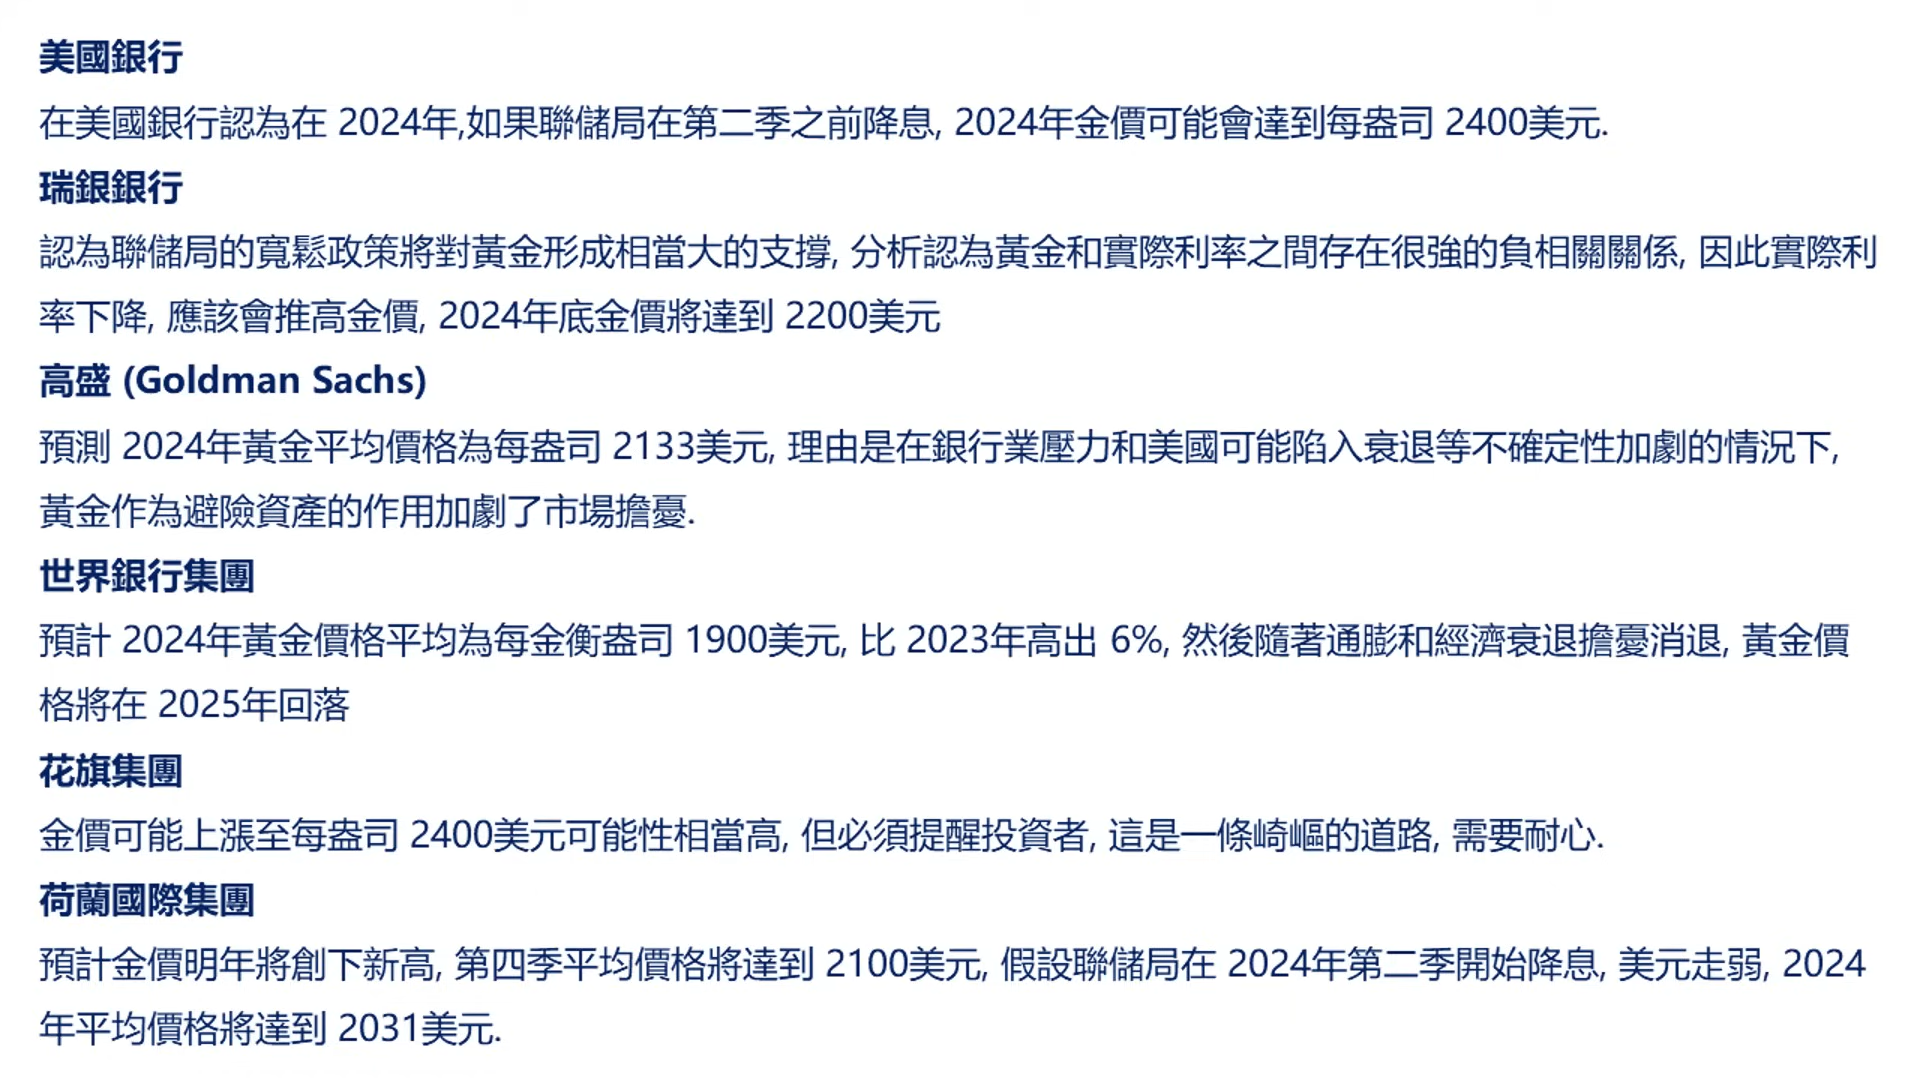 美國銀行
在美國銀行認為在 2024年,如果聯儲局在第二季之前降息, 2024年金價可能會達到每盎司 2400美元.
瑞銀銀行
認為聯儲局的寬鬆政策將對黃金形成相當大的支撐, 分析認為黃金和實際利率之間存在很強的負相關關係, 因此實際利
率下降, 應該會推高金價, 2024年底金價將達到 2200美元
高盛 (Goldman Sachs)
預測 2024年黃金平均價格為每盎司 2133美元, 理由是在銀行業壓力和美國可能陷入衰退等不確定性加劇的情況下,
黃金作為避險資產的作用加劇了市場擔憂.
世界銀行集團
預計 2024年黃金價格平均為每金衡盎司 1900美元, 比 2023年高出 6%, 然後隨著通膨和經濟衰退擔憂消退, 黃金價
格將在 2025年回落
花旗集團
金價可能上漲至每盎司 2400美元可能性相當高, 但必須提醒投資者, 這是一條崎嶇的道路, 需要耐心.
荷蘭國際集團
預計金價明年將創下新高, 第四季平均價格將達到 2100美元, 假設聯儲局在 2024年第二季開始降息, 美元走弱, 2024
年平均價格將達到 2031美元.